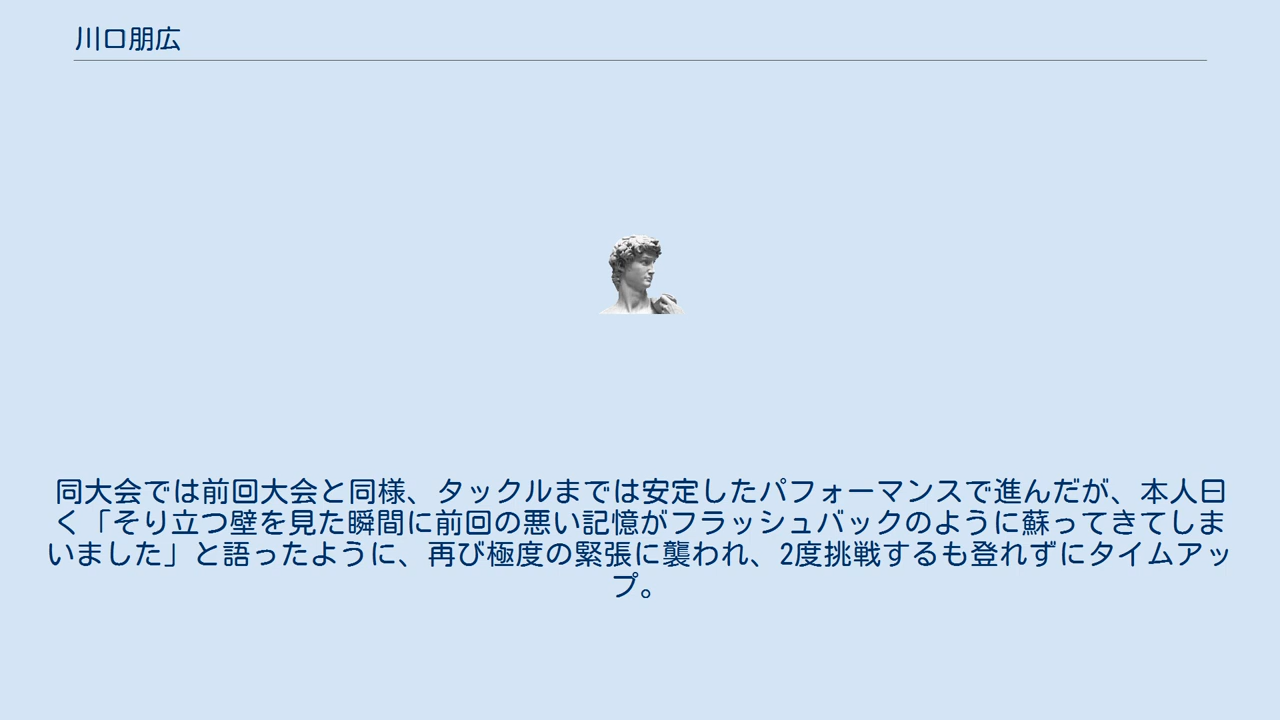 川口朋広
同大会では前回大会と同様、タックルまでは安定したパフォーマンスで進んだが、本人曰
く「そり立つ壁を見た瞬間に前回の悪い記憶がフラッシュバックのように蘇ってきてしま
いました」と語ったように、再び極度の緊張に襲われ、2度挑戦するも登れずにタイムアッ
プ。